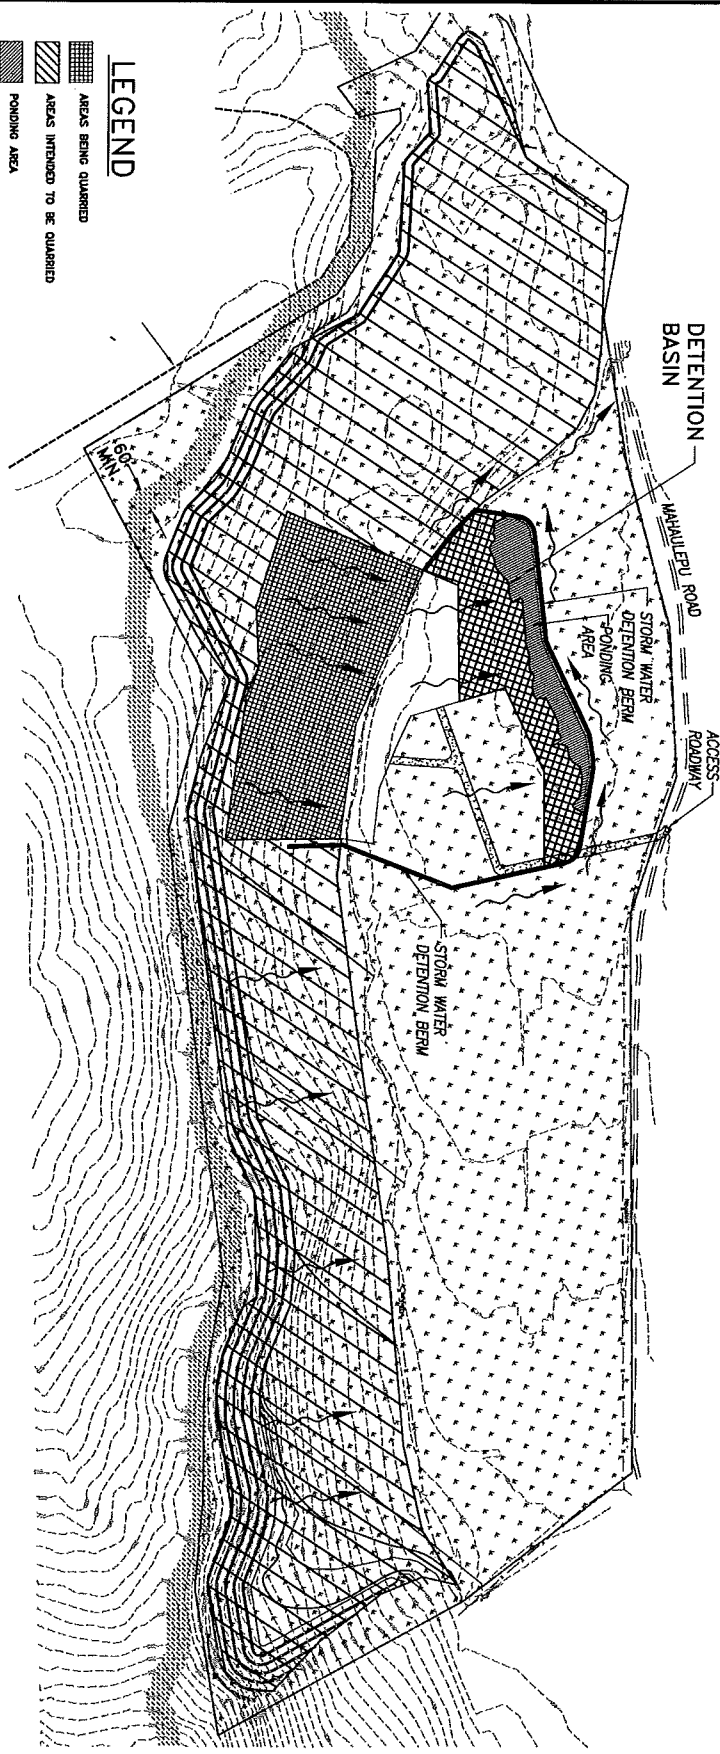 LEGEND
AREAS BEING QUARRIED
AREAS INTENDED TO BE QUARRIED
PONDING AREA
DETENTION
BASIN
MAHAULEPU ROAD
STORM WATER
DETENTION BERM
PONDING
AREA
ACCESS
ROADWAY
STORM WATER
DETENTION BERM
60'
MIN